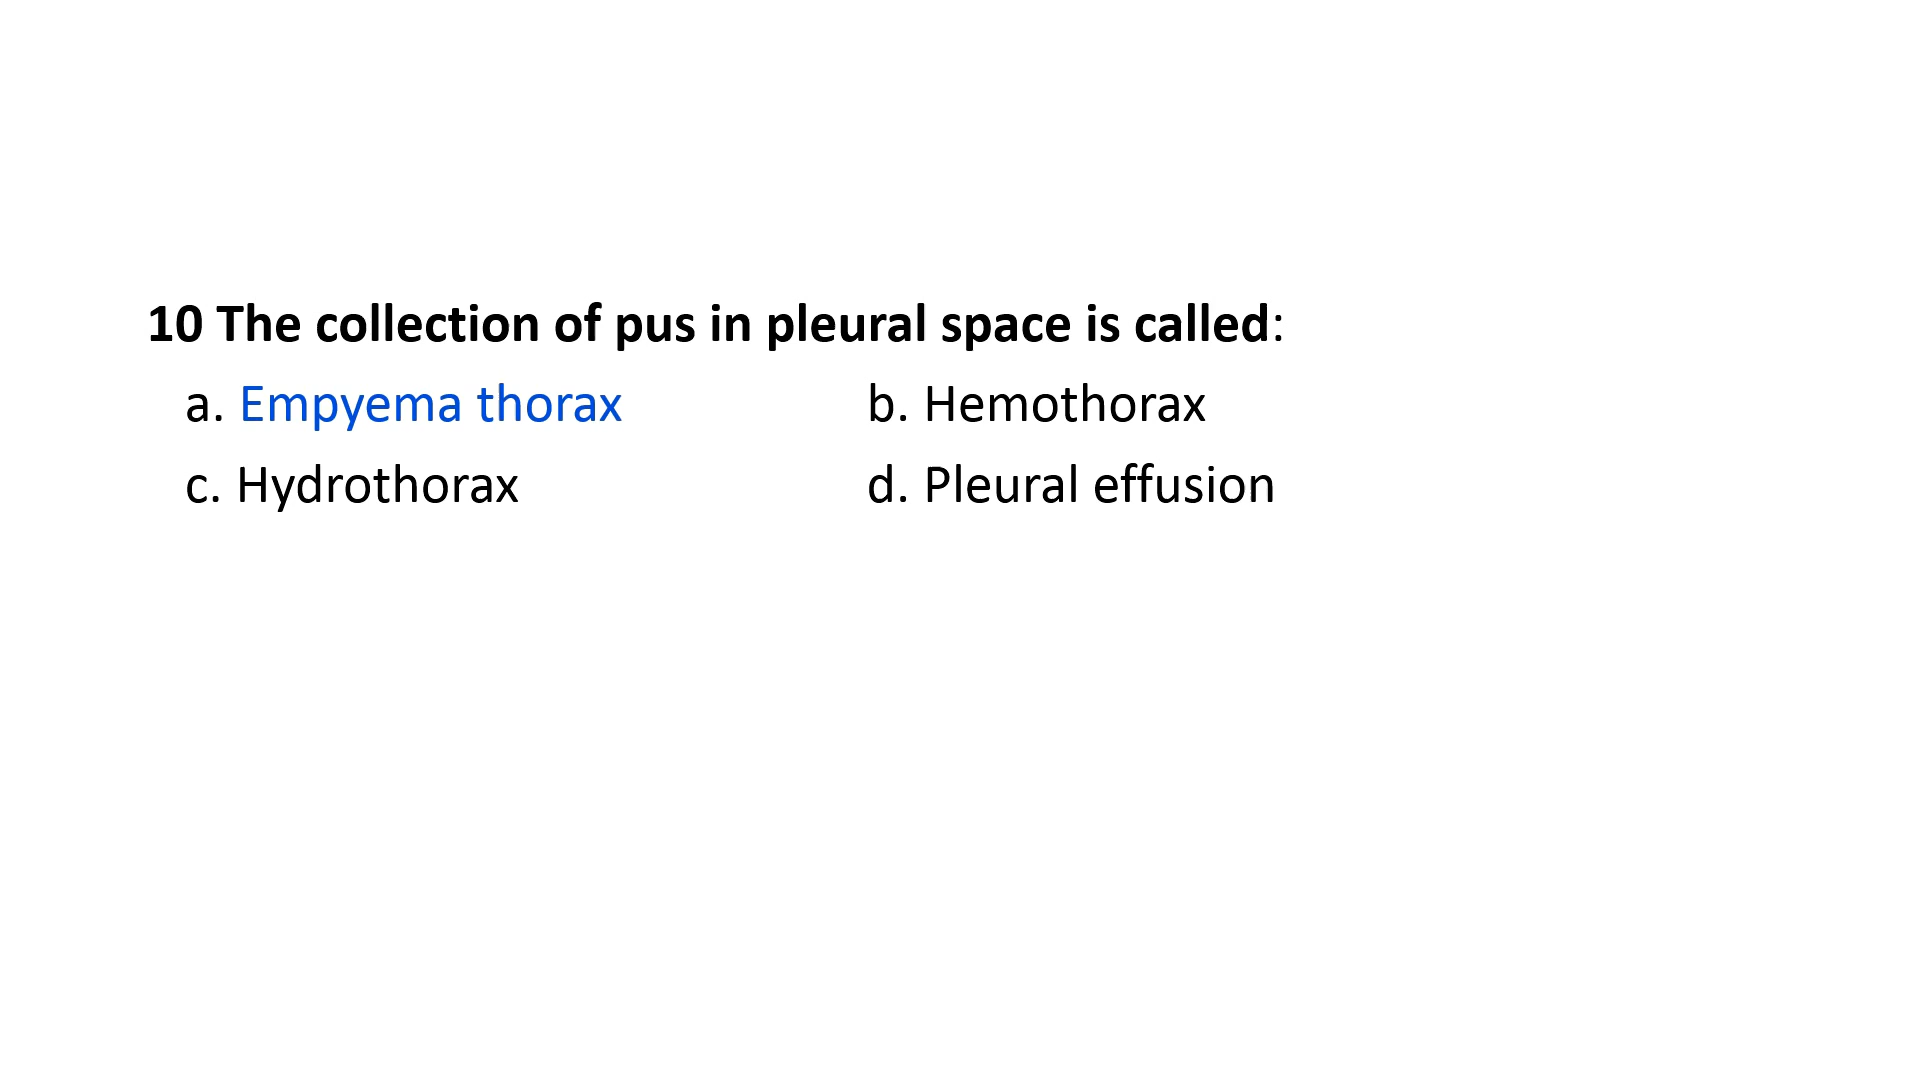 10 The collection of pus in pleural space is called:
a. Empyema thorax b. Hemothorax
c. Hydrothorax d. Pleural effusion